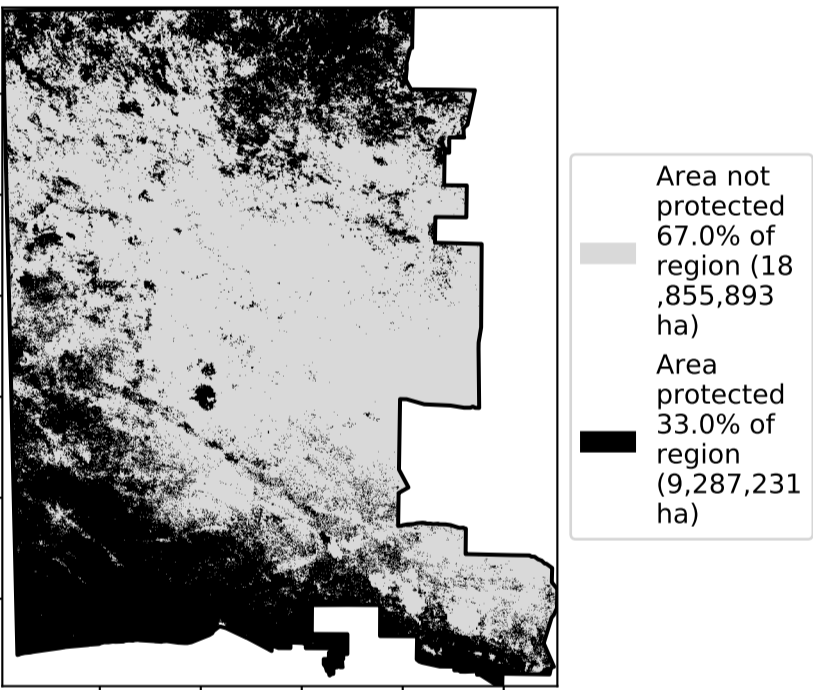 Area not
protected
67.0% of
region (18
,855,893
ha)
Area
protected
33.0% of
region
(9,287,231
ha)